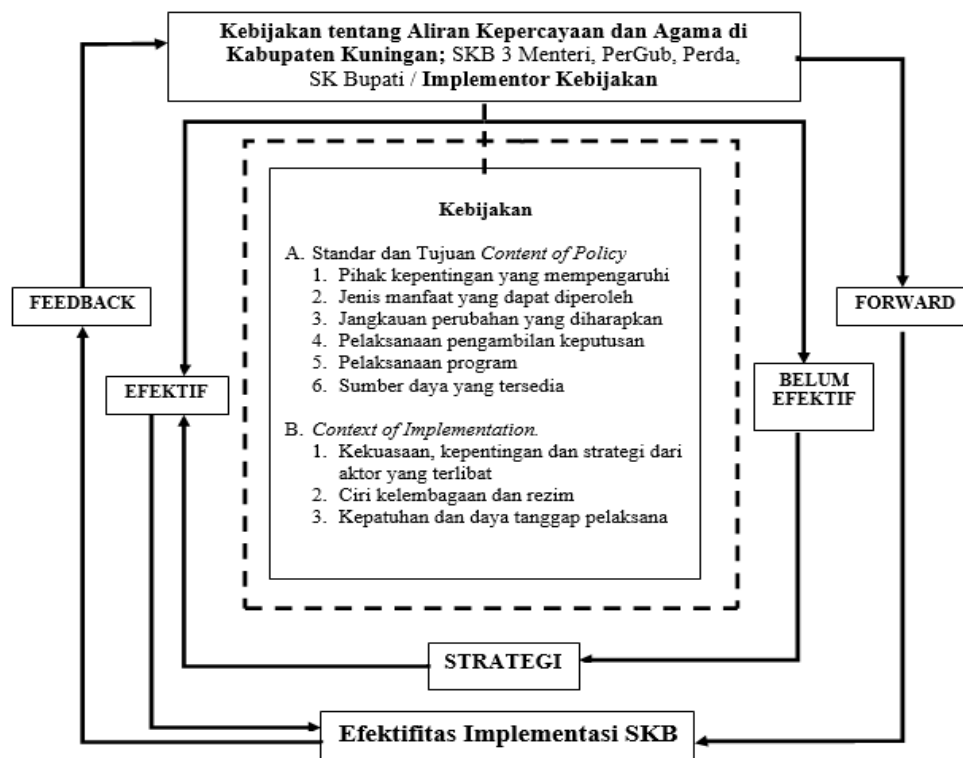 Kebijakan tentang Aliran Kepercayaan dan Agama di
Kabupaten Kuningan; SKB 3 Menteri, PerGub, Perda,
SK Bupati / Implementor Kebijakan
Kebijakan
A. Standar dan Tujuan Content of Policy
1. Pihak kepentingan yang mempengaruhi
2. Jenis manfaat yang dapat diperoleh
3. Jangkauan perubahan yang diharapkan
4. Pelaksanaan pengambilan keputusan
5. Pelaksanaan program
6. Sumber daya yang tersedia
B. Context of Implementation.
1. Kekuasaan, kepentingan dan strategi dari
aktor yang terlibat
2. Ciri kelembagaan dan rezim
3. Kepatuhan dan daya tanggap pelaksana
FEEDBACK
FORWARD
EFEKTIF
BELUM
EFEKTIF
STRATEGI
Efektifitas Implementasi SKB